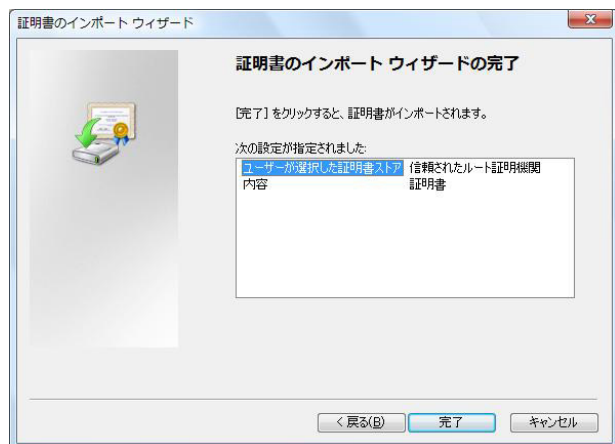 証明書のインポート ウィザード
証明書のインポート ウィザードの完了
[完了] をクリックすると、証明書がインポートされます。
次の設定が指定されました:
ユーザーが選択した証明書ストア 信頼されたルート証明機関
内容 証明書
< 戻る(B) 完了 キャンセル